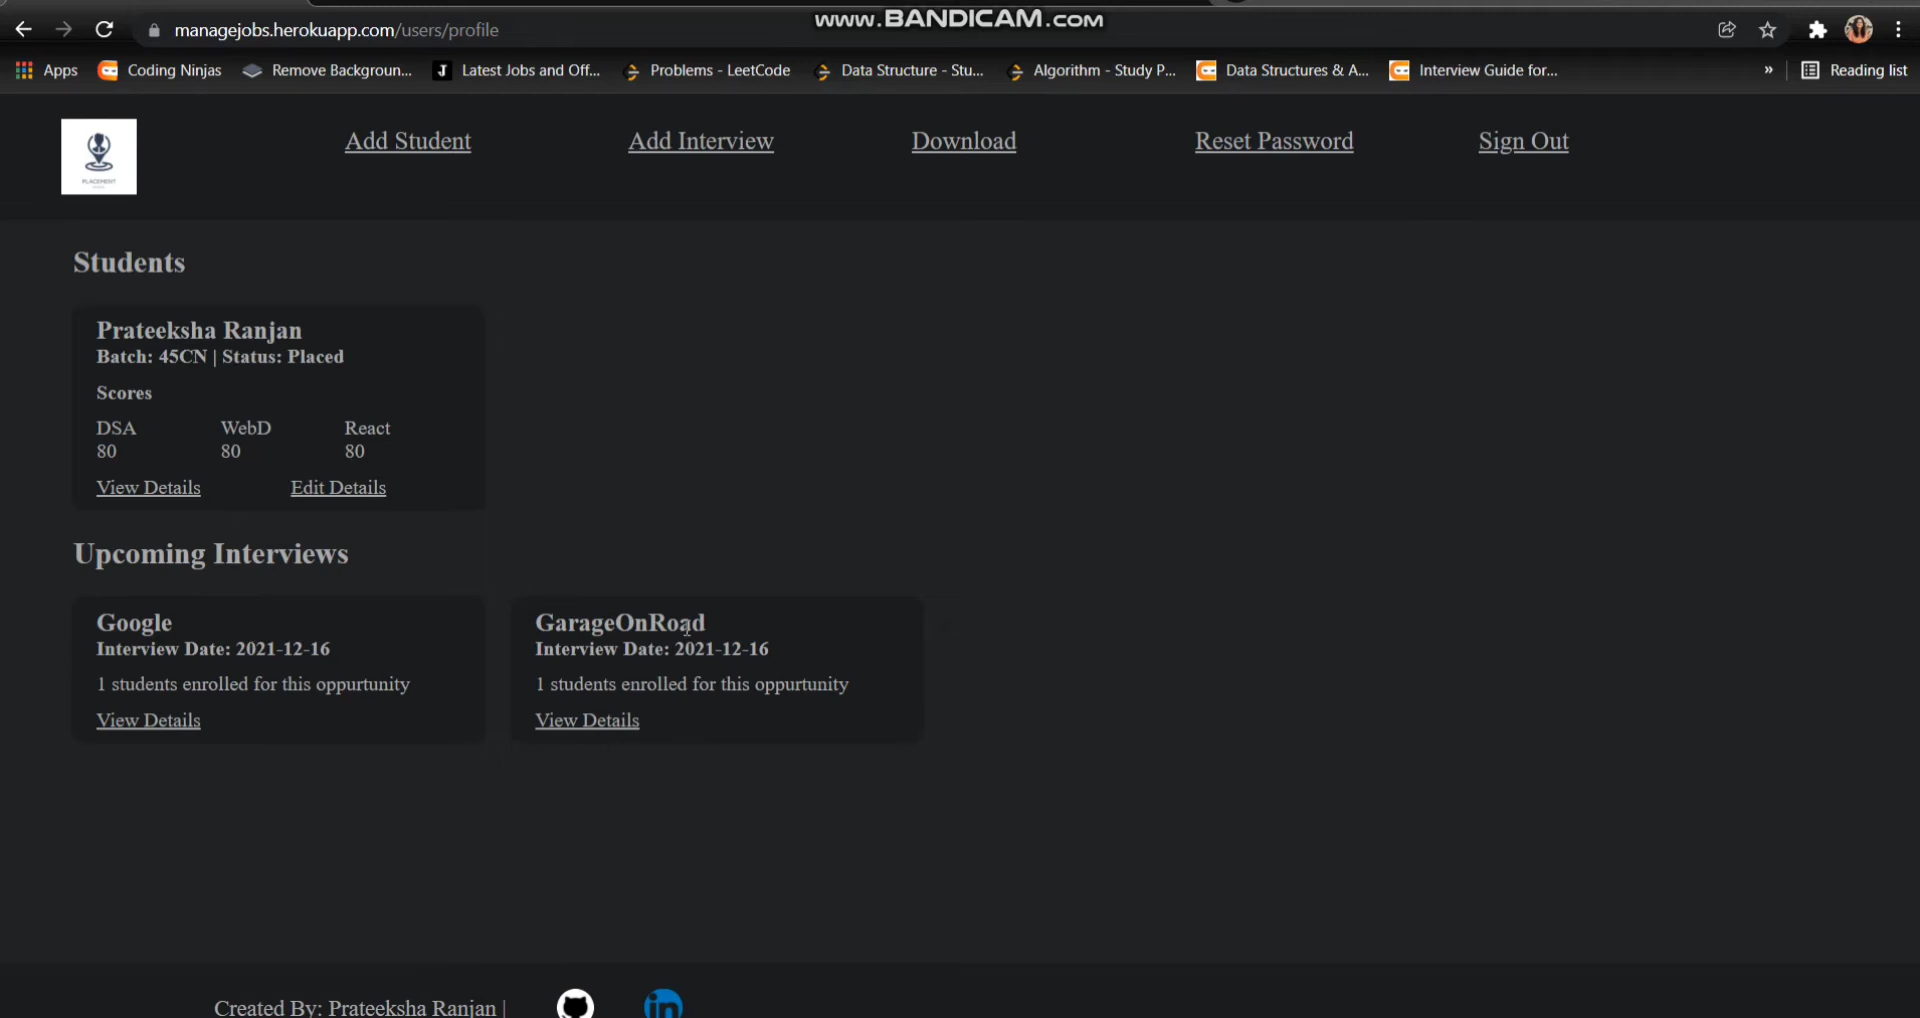 www.BANDICAM.com
managejobs.herokuapp.com/users/profile
Apps Coding Ninjas Remove Backgroun... J Latest Jobs and Off... Problems - LeetCode Data Structure - Stu... Algorithm - Study P... Data Structures & A... Interview Guide for... » Reading list
PLACEMENT
Add Student Add Interview Download Reset Password Sign Out
Students
Prateeksha Ranjan
Batch: 45CN | Status: Placed
Scores
DSA WebD React
80 80 80
View Details Edit Details
Upcoming Interviews
Google
Interview Date: 2021-12-16
1 students enrolled for this oppurtunity
View Details
GarageOnRoad
Interview Date: 2021-12-16
1 students enrolled for this oppurtunity
View Details
Created By: Prateeksha Ranjan |
in